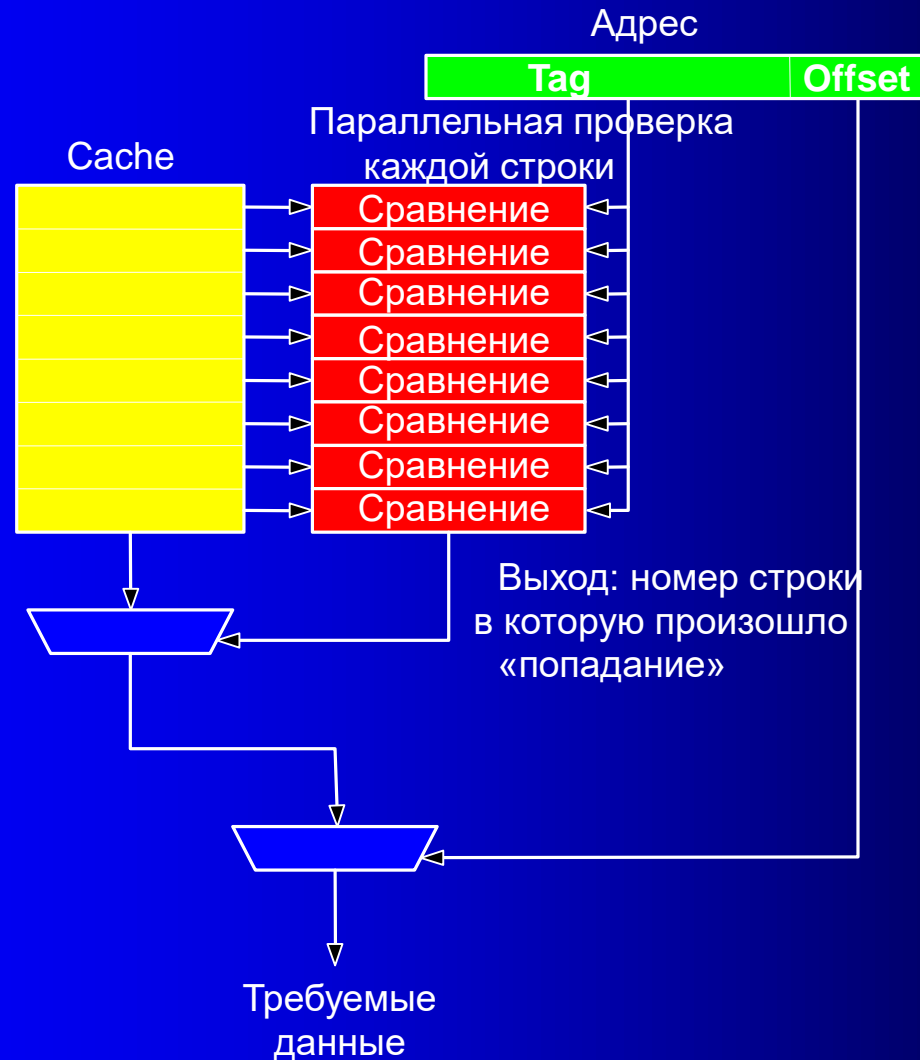 Адрес
Tag Offset
Параллельная проверка
каждой строки
Cache
Сравнение
Сравнение
Сравнение
Сравнение
Сравнение
Сравнение
Сравнение
Сравнение
Выход: номер строки
в которую произошло
«попадание»
Требуемые
данные